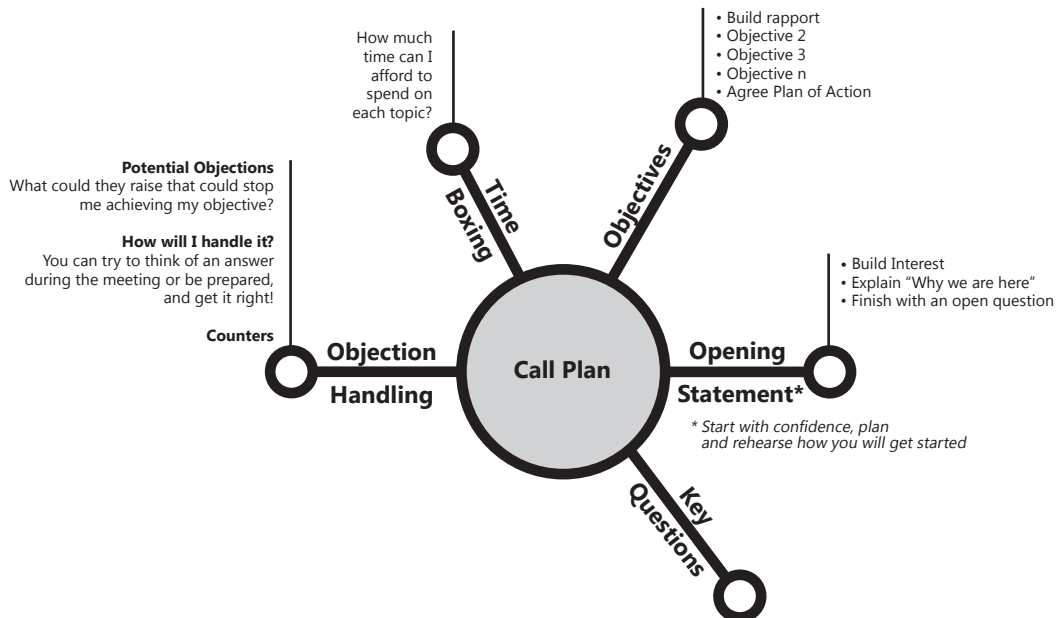 How much
time can I
afford to
spend on
each topic?
• Build rapport
• Objective 2
• Objective 3
• Objective n
• Agree Plan of Action
Time
Boxing
Objectives
Potential Objections
What could they raise that could stop
me achieving my objective?
How will I handle it?
You can try to think of an answer
during the meeting or be prepared,
and get it right!
Counters
Objection
Handling
Call Plan
• Build Interest
• Explain “Why we are here”
• Finish with an open question
Opening
Statement*
* Start with confidence, plan
and rehearse how you will get started
Key
Questions